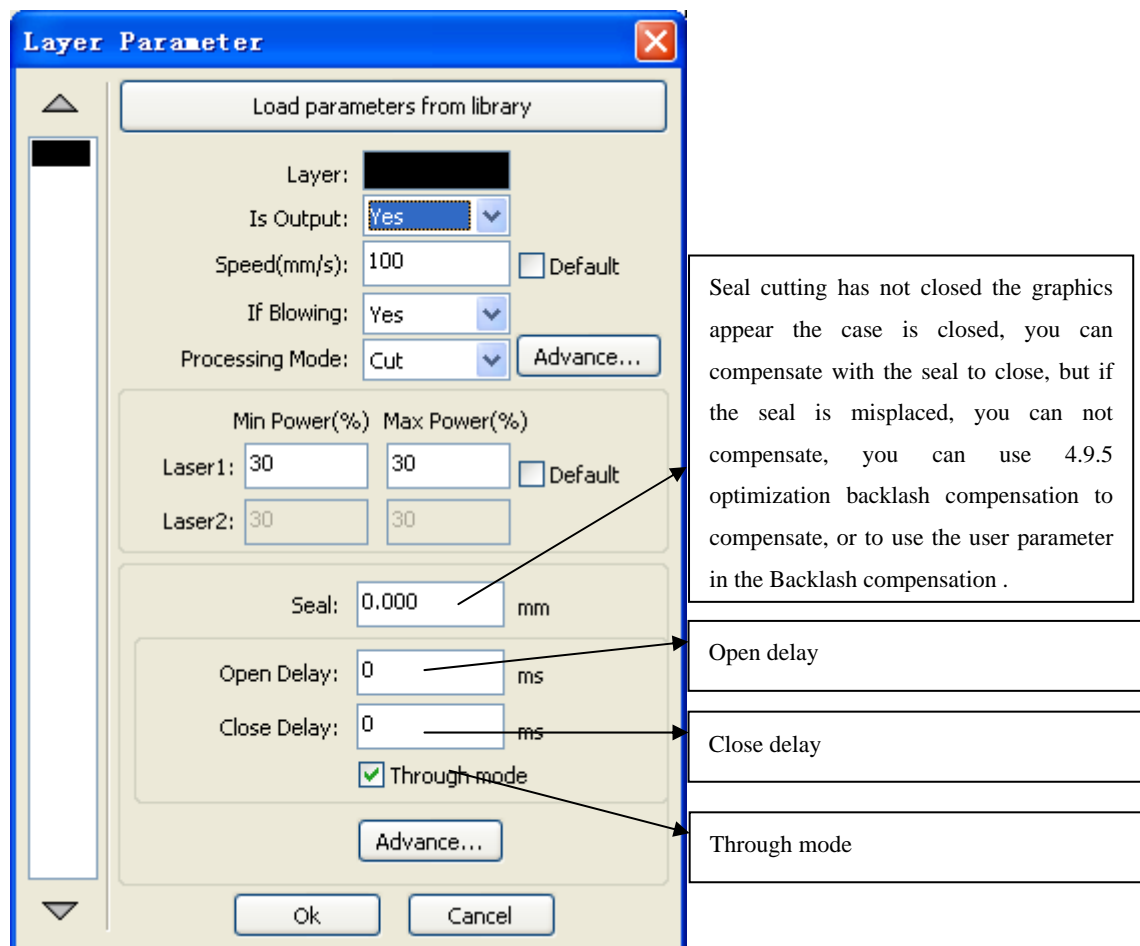 Layer Parameter
Load parameters from library
Layer:
Is Output: Yes
Speed(mm/s): 100 Default
If Blowing: Yes
Processing Mode: Cut Advance...
Min Power(%) Max Power(%)
Laser1: 30 30 Default
Laser2: 30 30
Seal: 0.000 mm
Open Delay: 0 ms
Close Delay: 0 ms
Through mode
Advance...
Ok Cancel
Seal cutting has not closed the graphics
appear the case is closed, you can
compensate with the seal to close, but if
the seal is misplaced, you can not
compensate, you can use 4.9.5
optimization backlash compensation to
compensate, or to use the user parameter
in the Backlash compensation .
Open delay
Close delay
Through mode